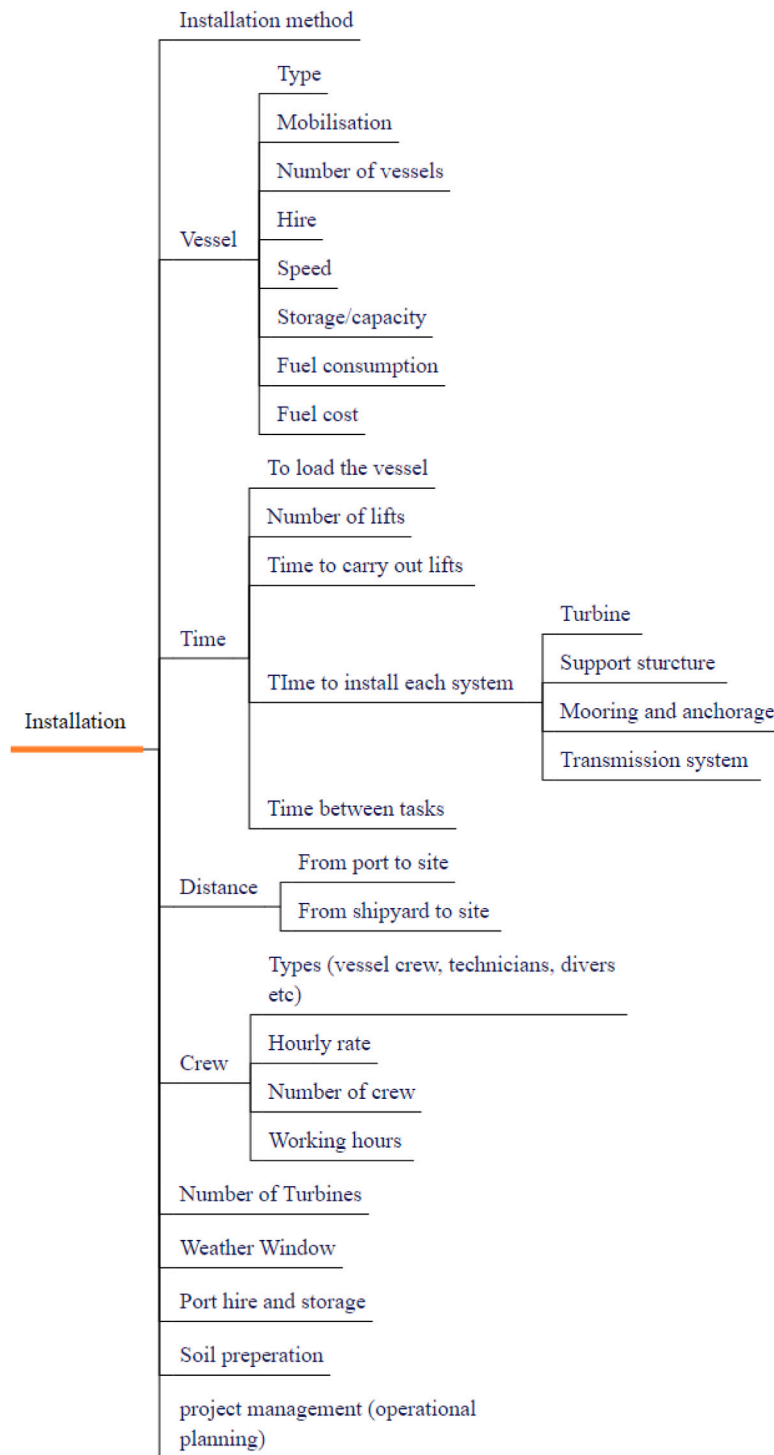 Installation method
Type
Mobilisation
Number of vessels
Hire
Vessel
Speed
Storage/capacity
Fuel consumption
Fuel cost
To load the vessel
Number of lifts
Time to carry out lifts
Turbine
Time
Support sturcture
TIme to install each system
Mooring and anchorage
Installation
Transmission system
Time between tasks
From port to site
Distance
From shipyard to site
Types (vessel crew, technicians, divers
etc)
Hourly rate
Crew
Number of crew
Working hours
Number of Turbines
Weather Window
Port hire and storage
Soil preperation
project management (operational
planning)